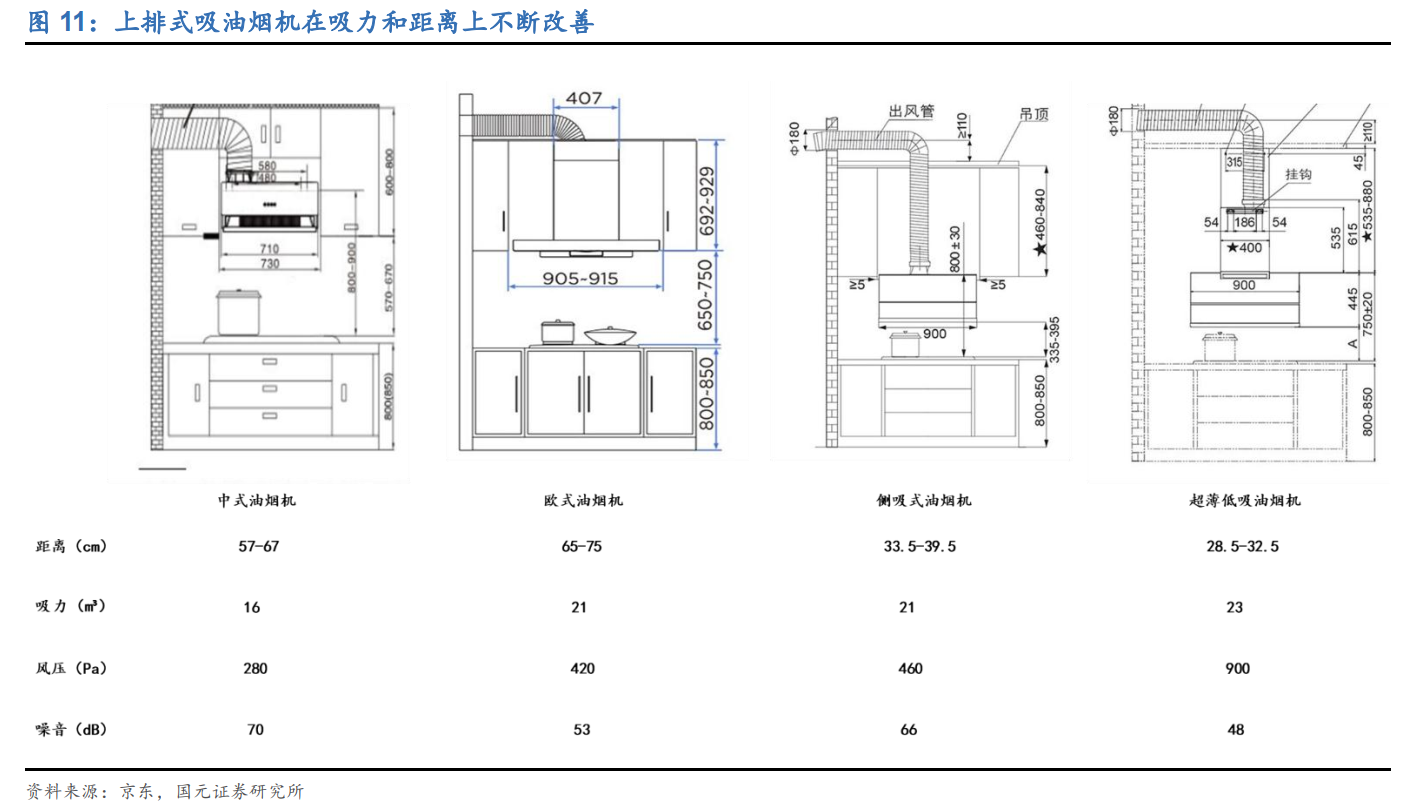 图 11：上排式吸油烟机在吸力和距离上不断改善
580
480
710
730
600-800
800-900
570-670
800(850)
407
692-929
905-915
650-750
800-850
Φ180
出风管
≥110
吊顶
★460-840
800±30
≥5
≥5
900
335-395
800-850
Φ180
≥110
315
45
挂钩
54
186
54
★400
535
615
★535-880
900
445
750±20
A
800-850
中式油烟机 欧式油烟机 侧吸式油烟机 超薄低吸油烟机
距离（cm） 57-67 65-75 33.5-39.5 28.5-32.5
吸力（m³） 16 21 21 23
风压（Pa） 280 420 460 900
噪音（dB） 70 53 66 48
资料来源：京东，国元证券研究所